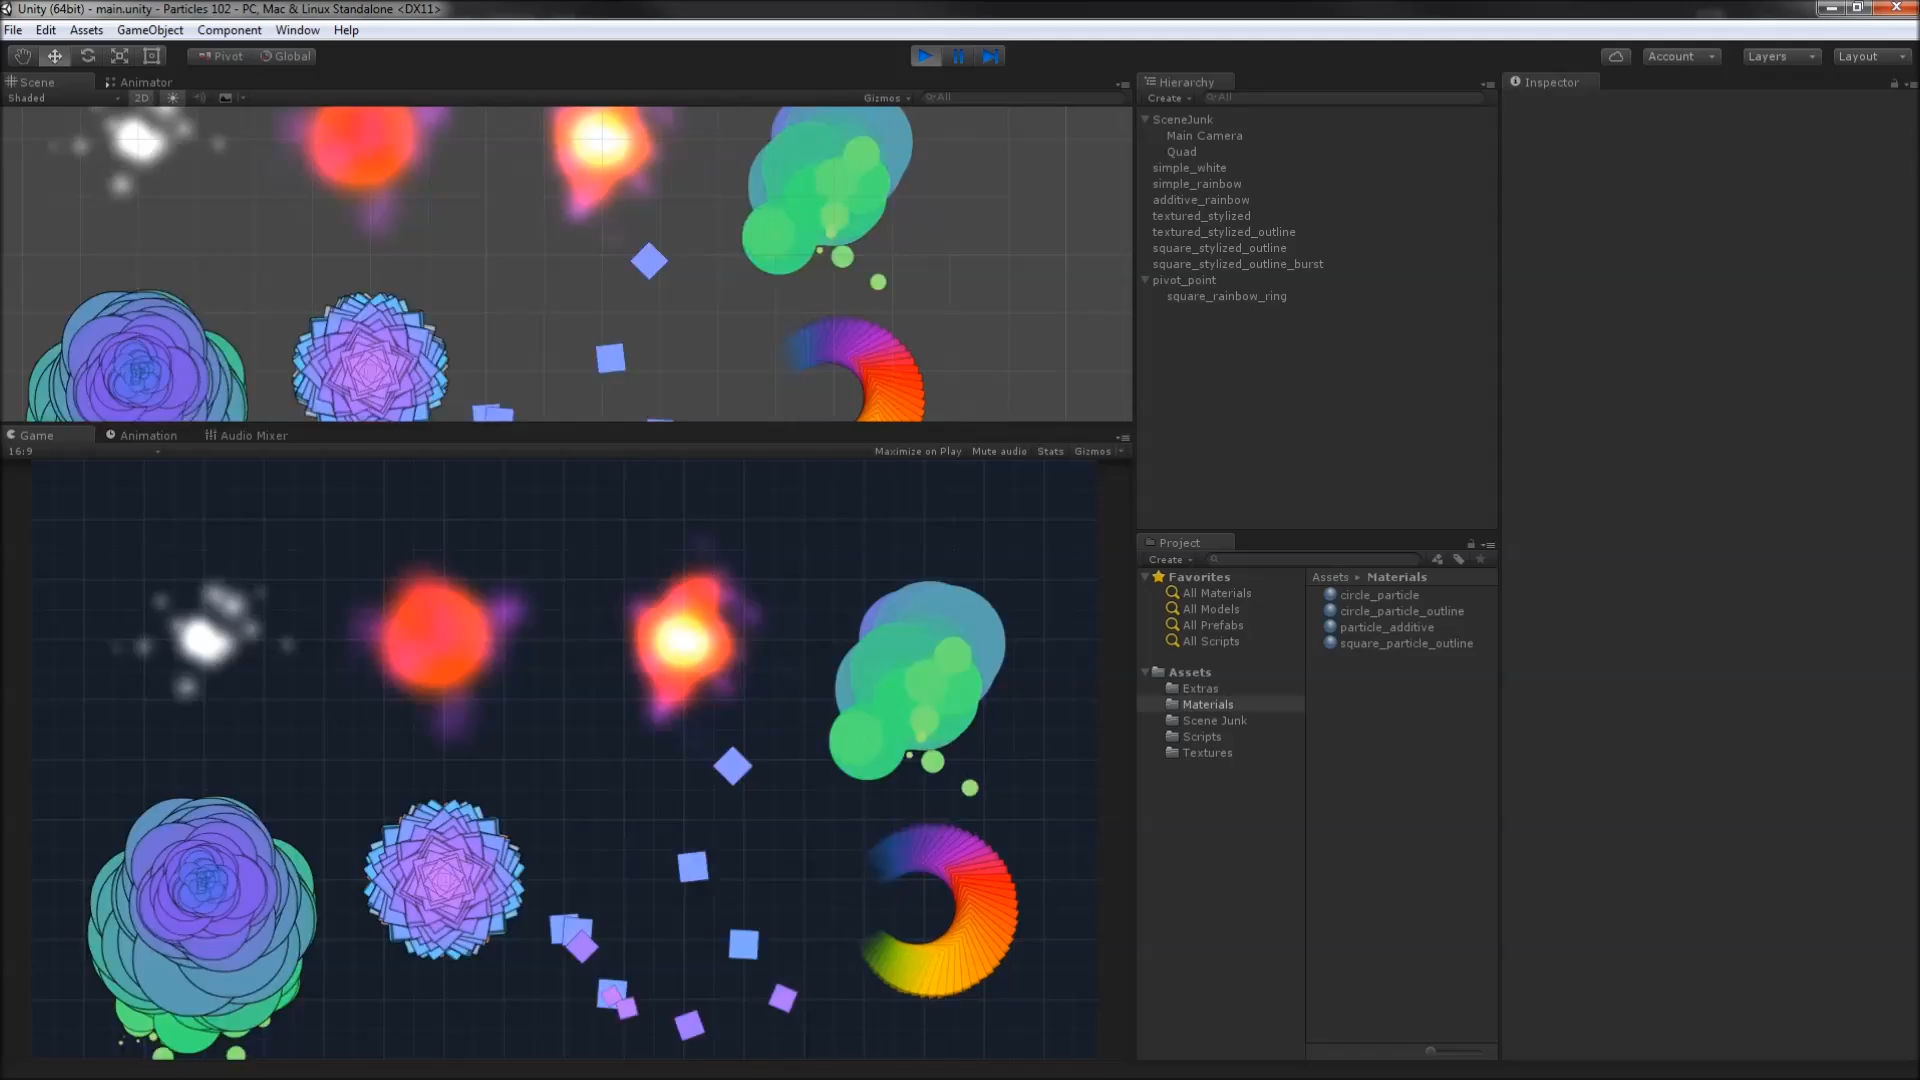 Unity (64bit) - main.unity - Particles 102 - PC, Mac & Linux Standalone <DX11>
File Edit Assets GameObject Component Window Help
Pivot Global Account Layers Layout
Scene Animator
Shaded 2D Gizmos All
Hierarchy
Create All
SceneJunk
Main Camera
Quad
simple_white
simple_rainbow
additive_rainbow
textured_stylized
textured_stylized_outline
square_stylized_outline
square_stylized_outline_burst
pivot_point
square_rainbow_ring
Inspector
Game Animation Audio Mixer
16:9 Maximize on Play Mute audio Stats Gizmos
Project
Create
Favorites
All Materials
All Models
All Prefabs
All Scripts
Assets
Extras
Materials
Scene Junk
Scripts
Textures
Assets Materials
circle_particle
circle_particle_outline
particle_additive
square_particle_outline